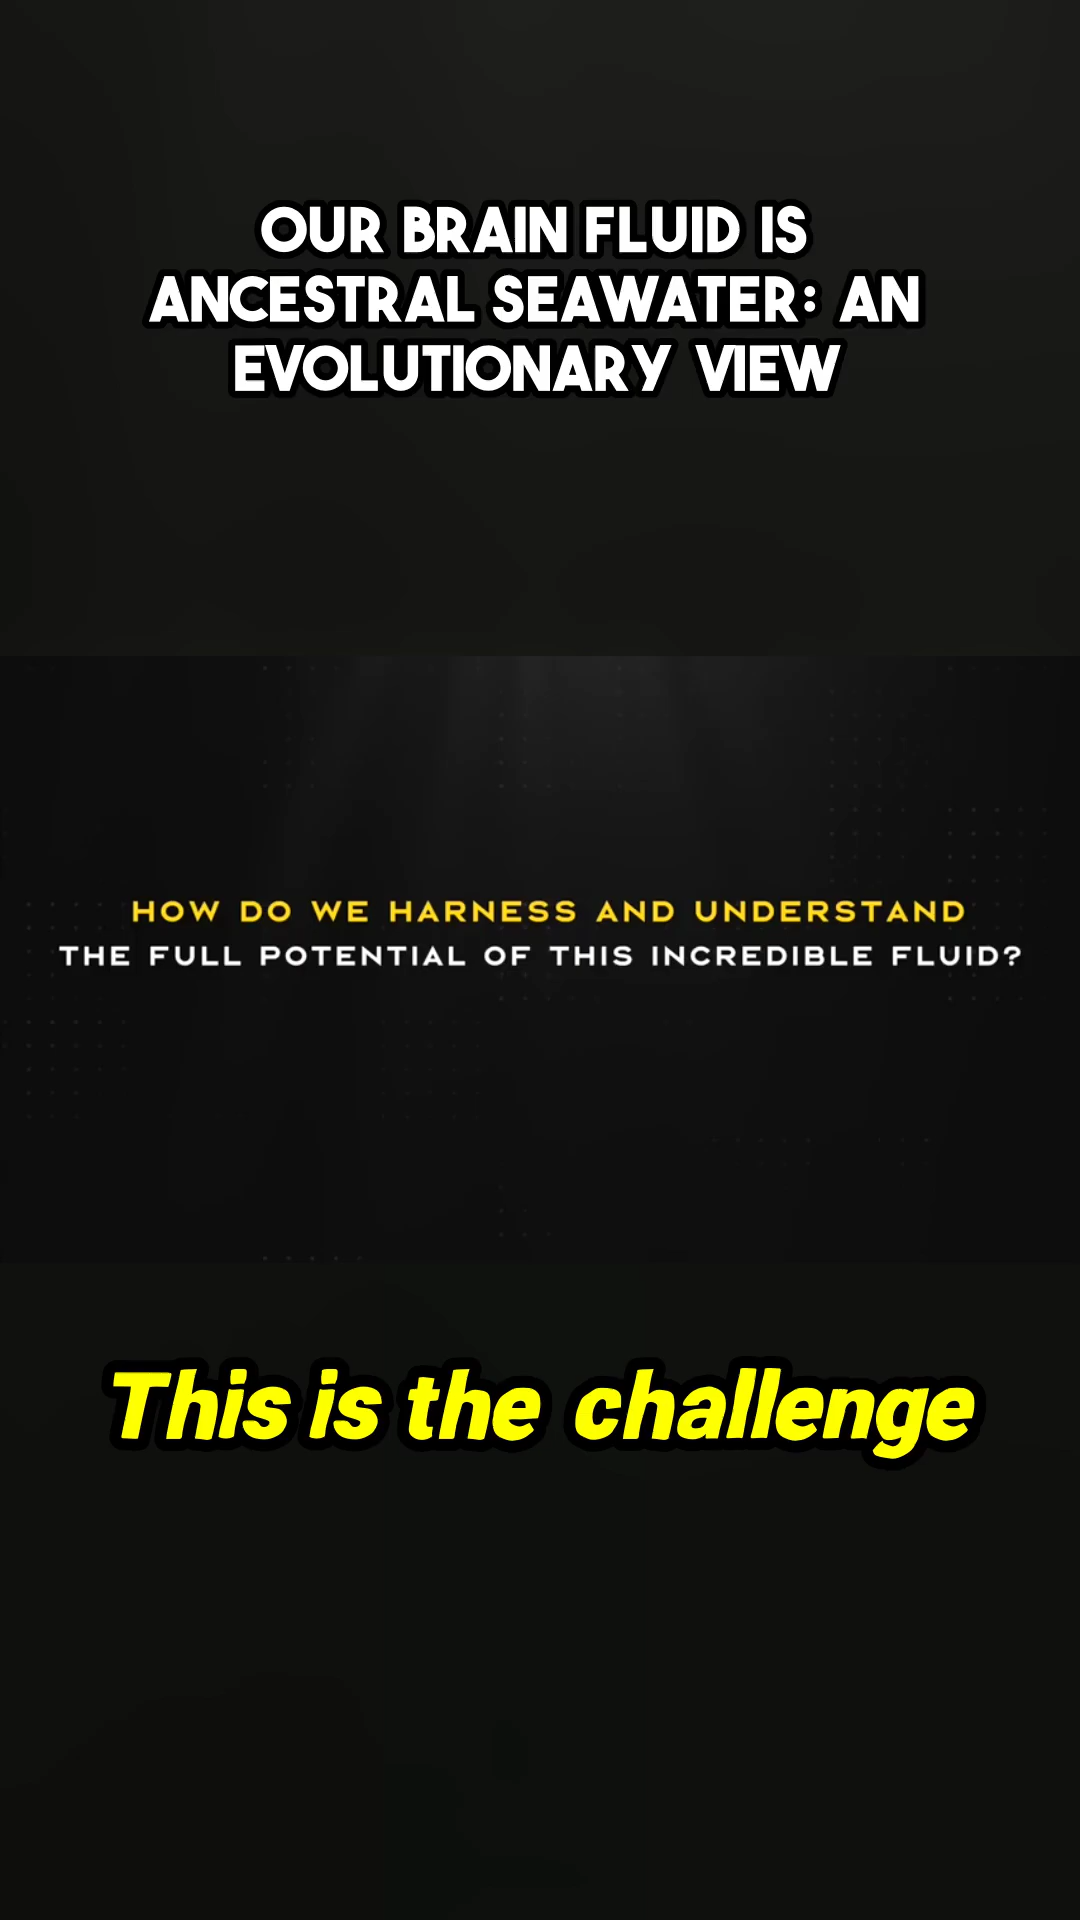 OUR BRAIN FLUID IS
ANCESTRAL SEAWATER: AN
EVOLUTIONARY VIEW
HOW DO WE HARNESS AND UNDERSTAND
THE FULL POTENTIAL OF THIS INCREDIBLE FLUID?
This is the challenge